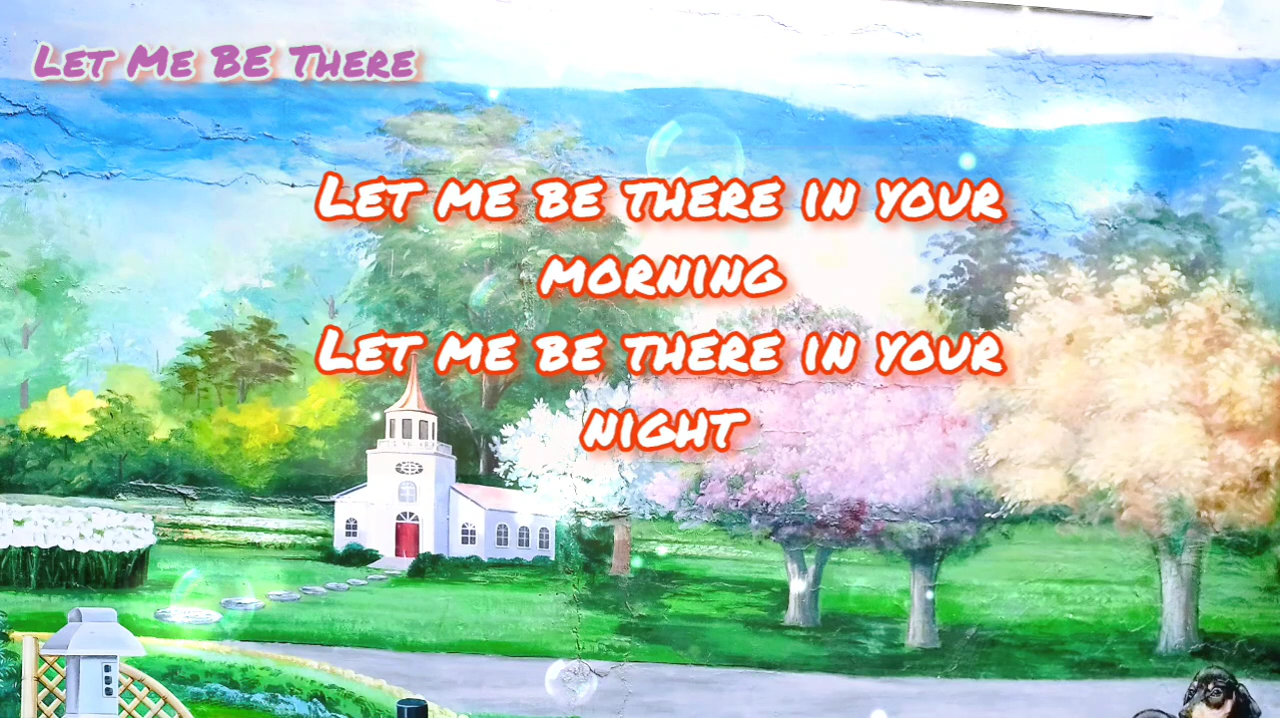 Let Me BE There
Let me be there in your
morning
Let me be there in your
night